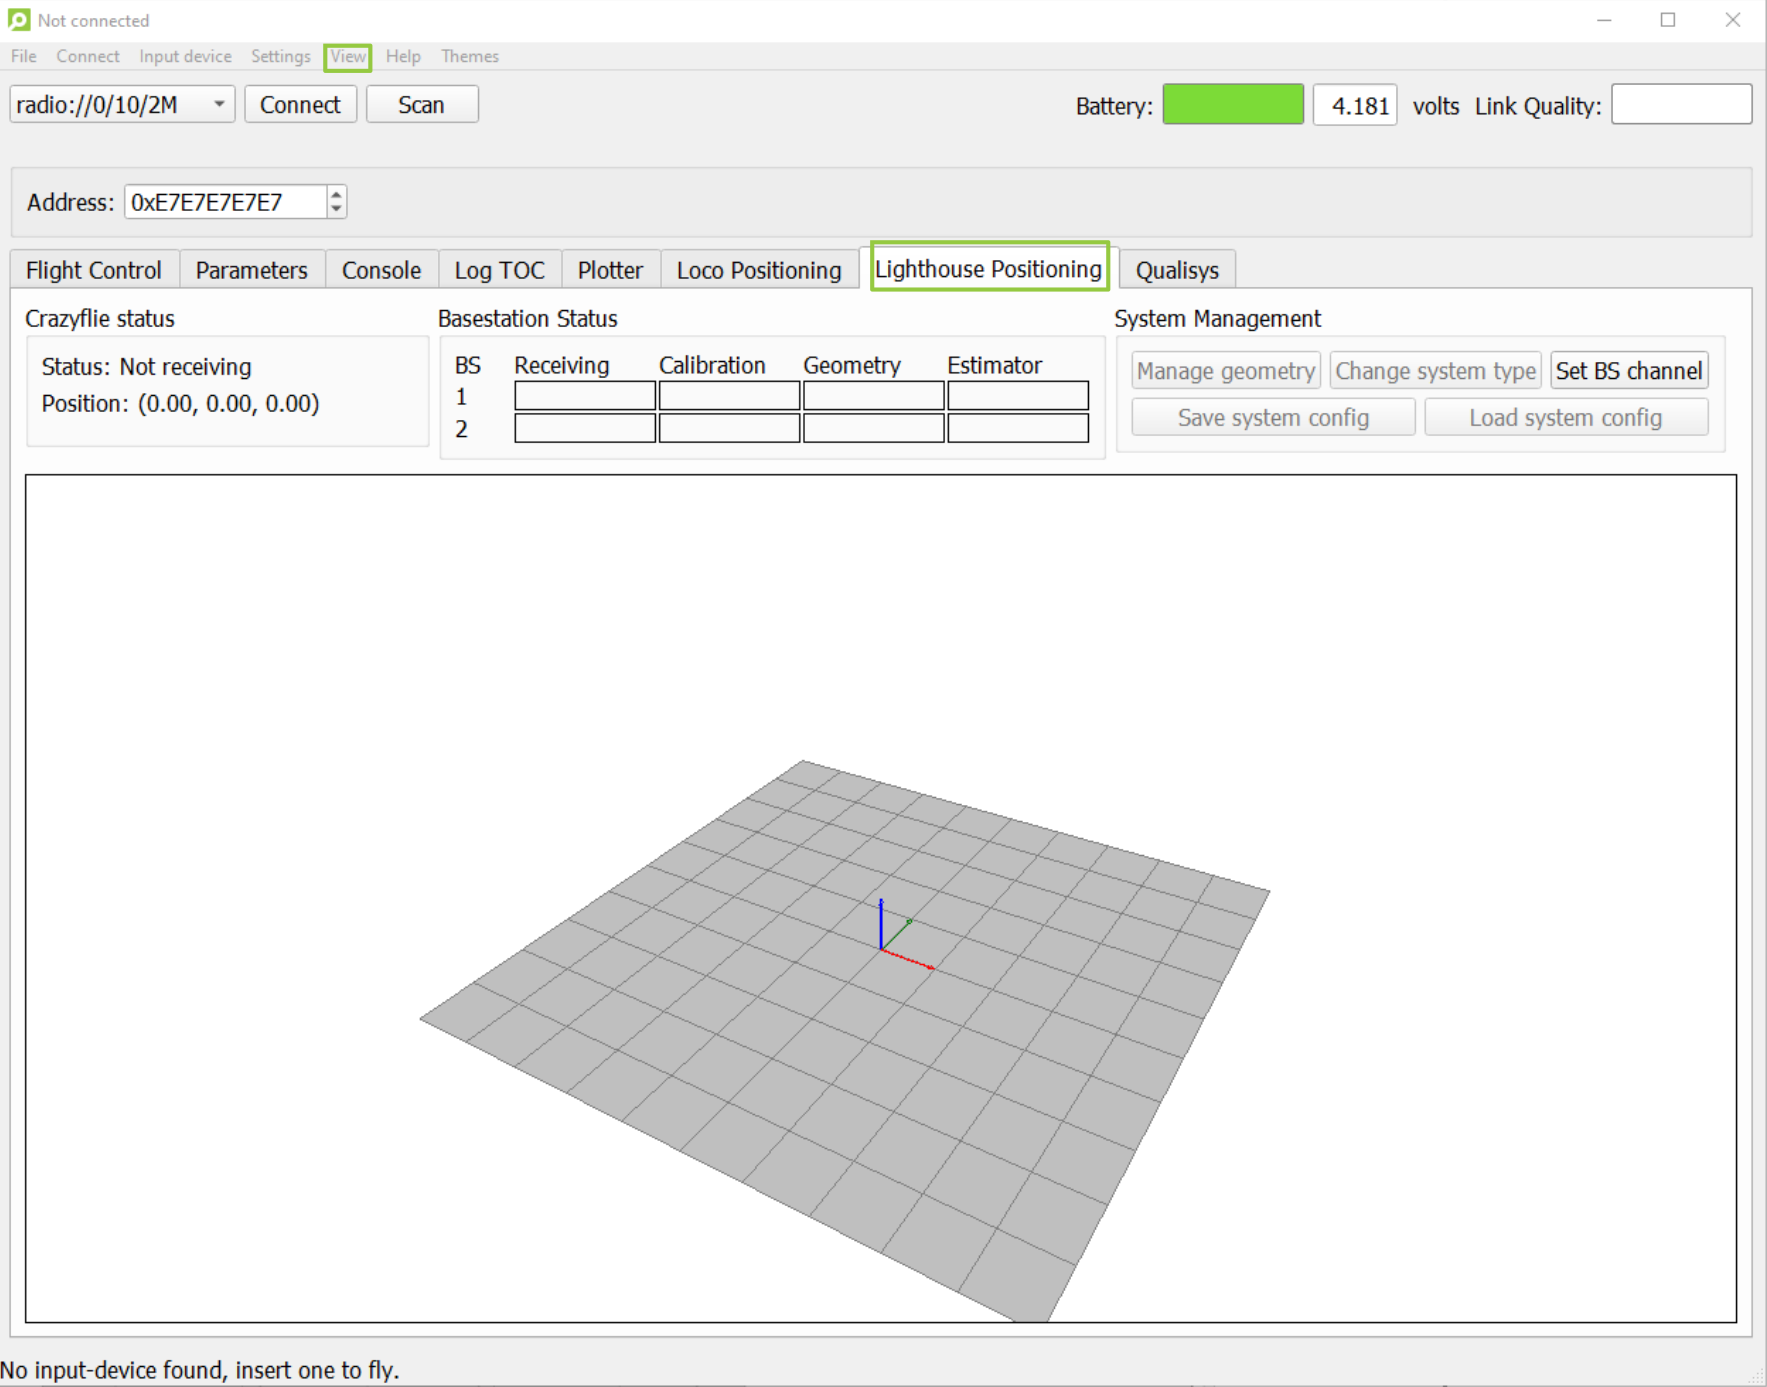 Not connected
File Connect Input device Settings View Help Themes
radio://0/10/2M Connect Scan Battery: 4.181 volts Link Quality:
Address: 0xE7E7E7E7E7
Flight Control Parameters Console Log TOC Plotter Loco Positioning Lighthouse Positioning Qualisys
Crazyflie status Basestation Status System Management
Status: Not receiving
Position: (0.00, 0.00, 0.00)
BS Receiving Calibration Geometry Estimator
1
2
Manage geometry Change system type Set BS channel
Save system config Load system config
No input-device found, insert one to fly.